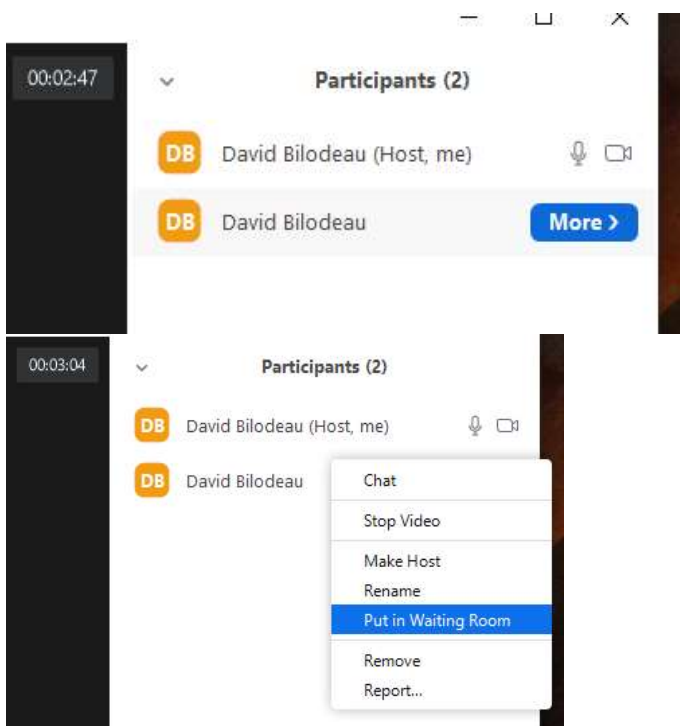 00:02:47
Participants (2)
DB David Bilodeau (Host, me)
DB David Bilodeau More >
00:03:04
Participants (2)
DB David Bilodeau (Host, me)
DB David Bilodeau
Chat
Stop Video
Make Host
Rename
Put in Waiting Room
Remove
Report...